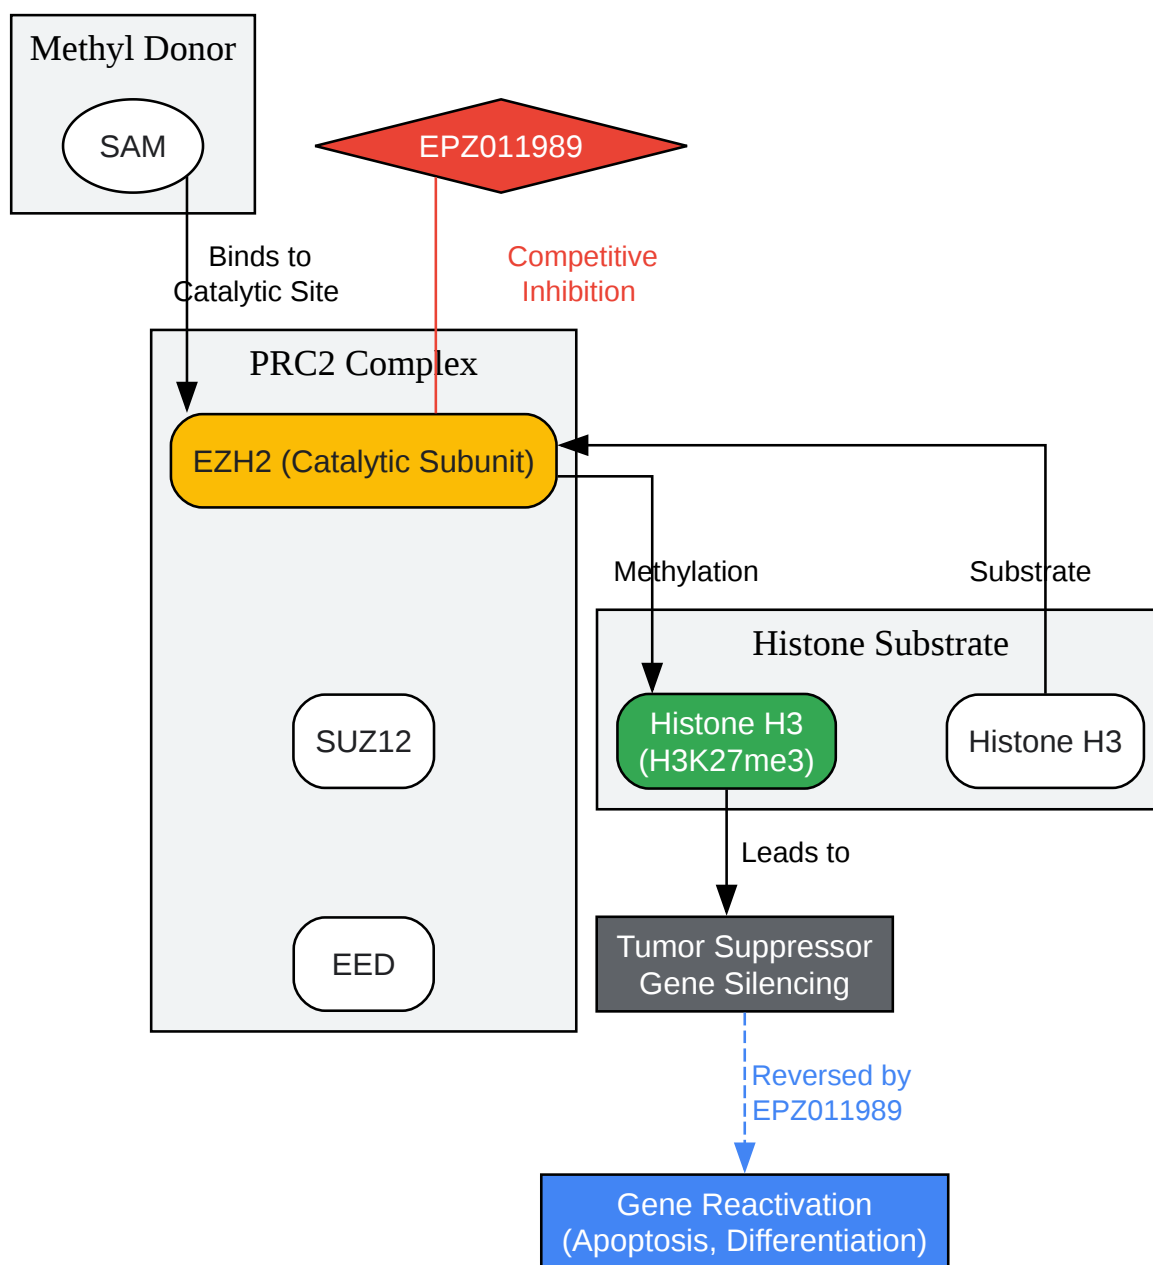 Methyl Donor
SAM
EPZ011989
Binds to
Catalytic Site
Competitive
Inhibition
PRC2 Complex
EZH2 (Catalytic Subunit)
Methylation
Substrate
Histone Substrate
SUZ12
Histone H3
(H3K27me3)
Histone H3
Leads to
EED
Tumor Suppressor
Gene Silencing
Reversed by
EPZ011989
Gene Reactivation
(Apoptosis, Differentiation)